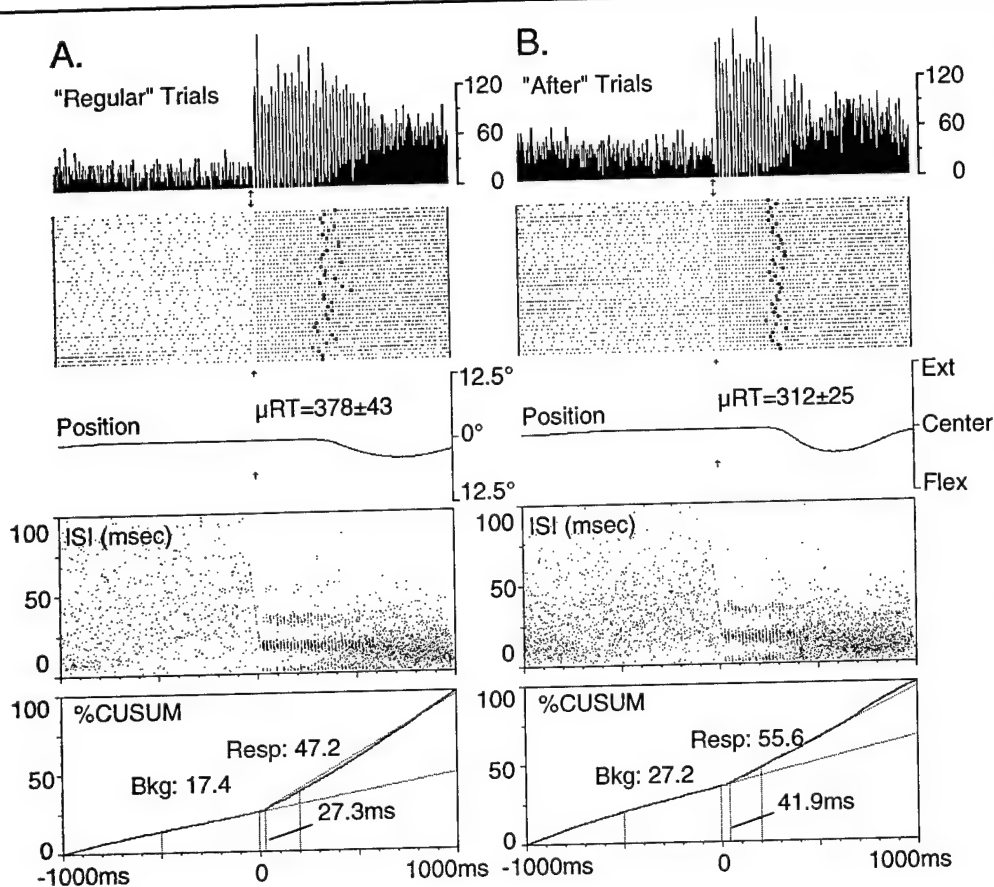 A.
"Regular" Trials
120
60
0
B.
"After" Trials
120
60
0
µRT=378±43
Position
12.5°
0°
12.5°
µRT=312±25
Position
Ext
Center
Flex
100
ISI (msec)
50
0
100
ISI (msec)
50
0
100
%CUSUM
Resp: 47.2
50
Bkg: 17.4
27.3ms
0
-1000ms
0
1000ms
100
%CUSUM
Resp: 55.6
50
Bkg: 27.2
41.9ms
0
-1000ms
0
1000ms